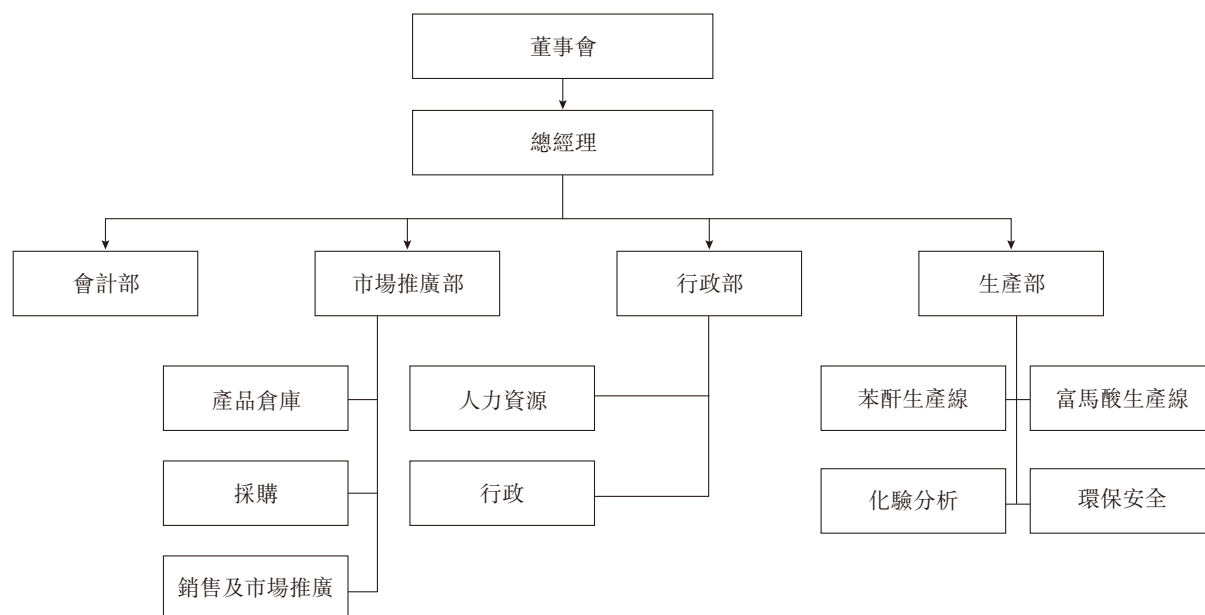 董事會
總經理
會計部
市場推廣部
行政部
生產部
產品倉庫
人力資源
苯酐生產線
富馬酸生產線
採購
行政
化驗分析
環保安全
銷售及市場推廣